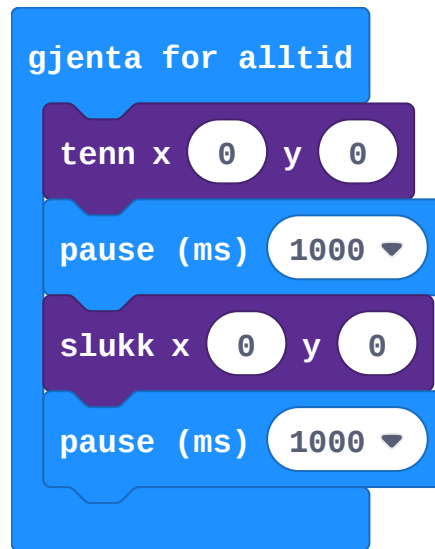 gjenta for alltid
tenn x 0 y 0
pause (ms) 1000
slukk x 0 y 0
pause (ms) 1000